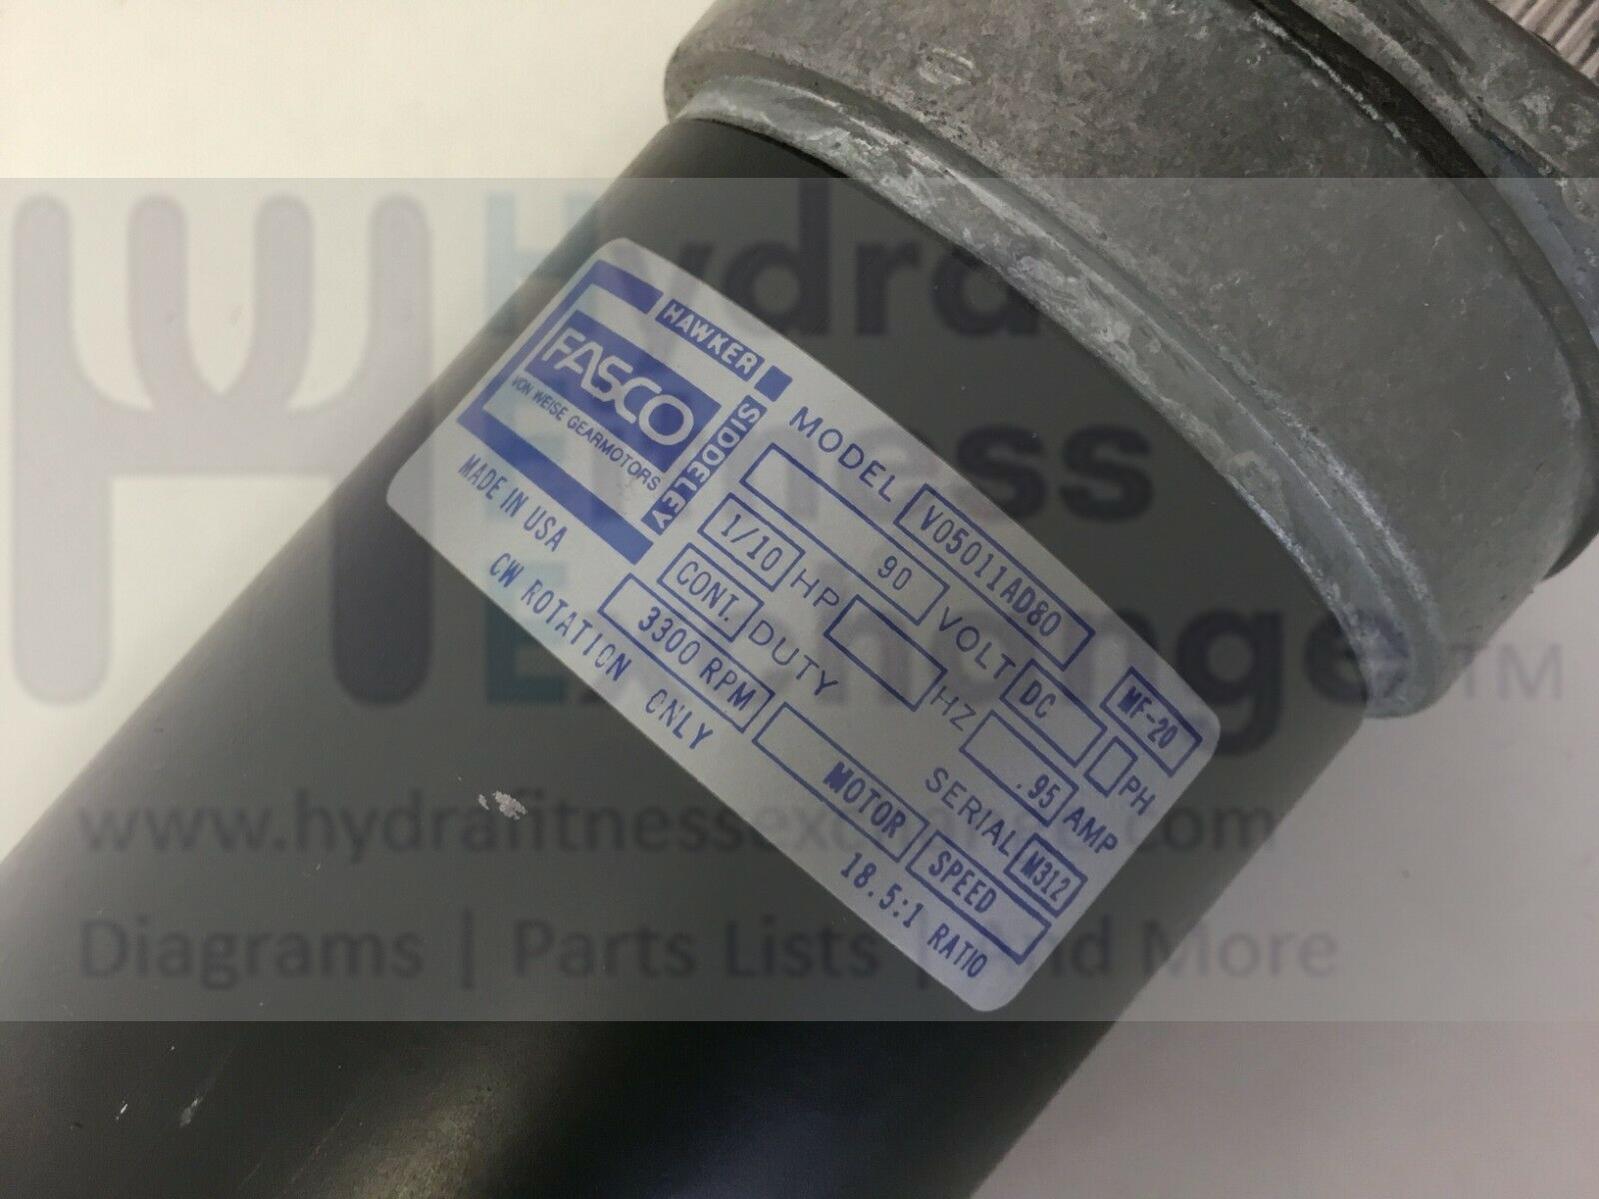 HAWKER
SIDDELEY
FASCO
VON WEISE GEARMOTORS
MADE IN USA
MODEL V05011AD80 MF-20
90 VOLT DC PH
1/10 HP HZ .95 AMP
CONT. DUTY SERIAL M312
3300 RPM MOTOR SPEED
CW ROTATION ONLY 18.5:1 RATIO
Hydra
Fitness
Exchange™
www.hydrafitnessexchange.com
Diagrams | Parts Lists | And More